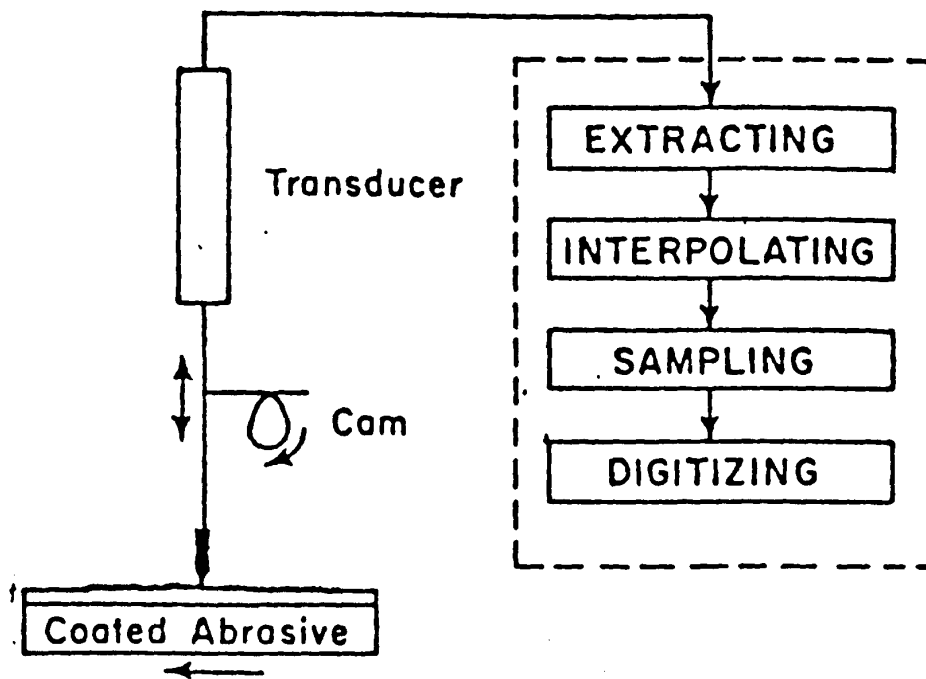 Transducer
Cam
Coated Abrasive
EXTRACTING
INTERPOLATING
SAMPLING
DIGITIZING